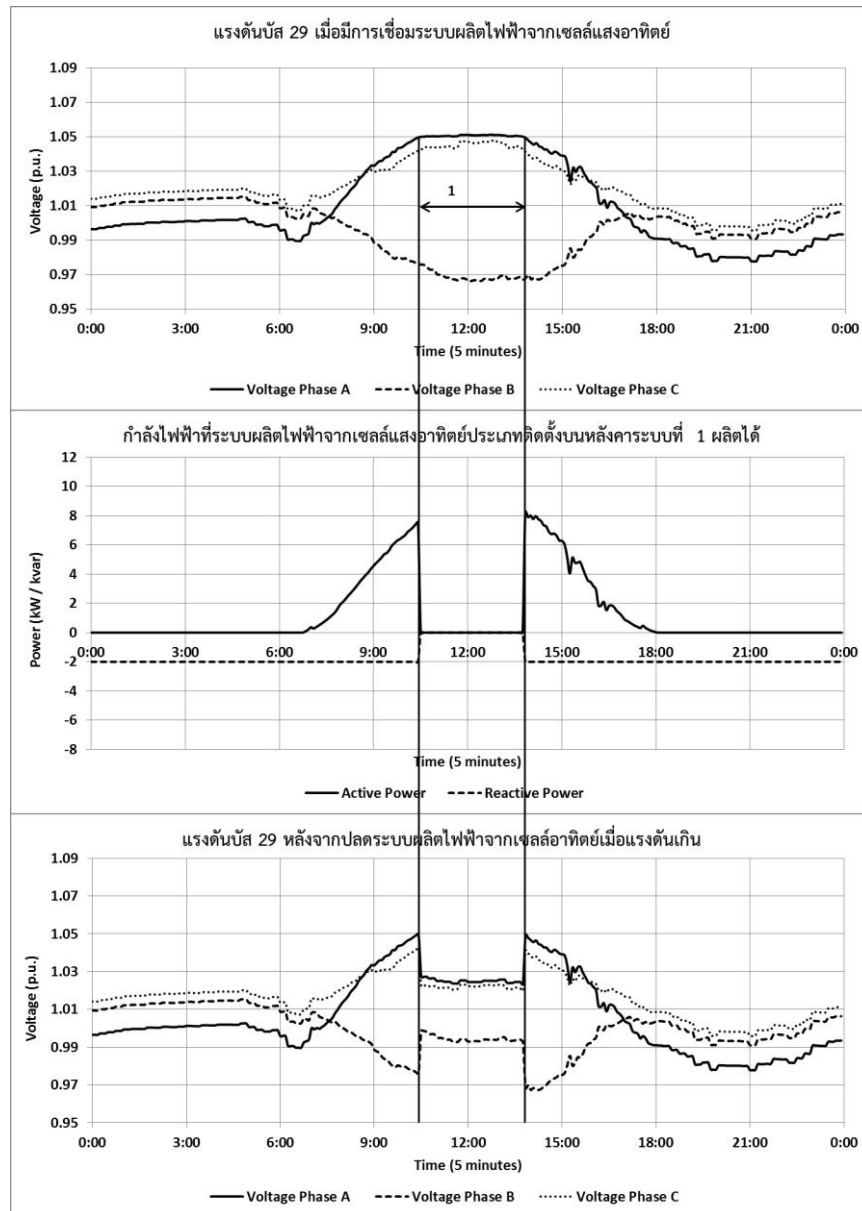 แรงดันบัส 29 เมื่อมีการเชื่อมระบบผลิตไฟฟ้าจากเซลล์แสงอาทิตย์
1.09
1.07
1.05
1.03
1.01
0.99
0.97
0.95
Voltage (p.u.)
1
0:00 3:00 6:00 9:00 12:00 15:00 18:00 21:00 0:00
Time (5 minutes)
Voltage Phase A Voltage Phase B Voltage Phase C
กำลังไฟฟ้าที่ระบบผลิตไฟฟ้าจากเซลล์แสงอาทิตย์ประเภทติดตั้งบนหลังคาระบบที่ 1 ผลิตได้
12
10
8
6
4
2
0
-2
-4
-6
-8
Power (kW / kvar)
0:00 3:00 6:00 9:00 12:00 15:00 18:00 21:00 0:00
Time (5 minutes)
Active Power Reactive Power
แรงดันบัส 29 หลังจากปลดระบบผลิตไฟฟ้าจากเซลล์อาทิตย์เมื่อแรงดันเกิน
1.09
1.07
1.05
1.03
1.01
0.99
0.97
0.95
Voltage (p.u.)
0:00 3:00 6:00 9:00 12:00 15:00 18:00 21:00 0:00
Time (5 minutes)
Voltage Phase A Voltage Phase B Voltage Phase C